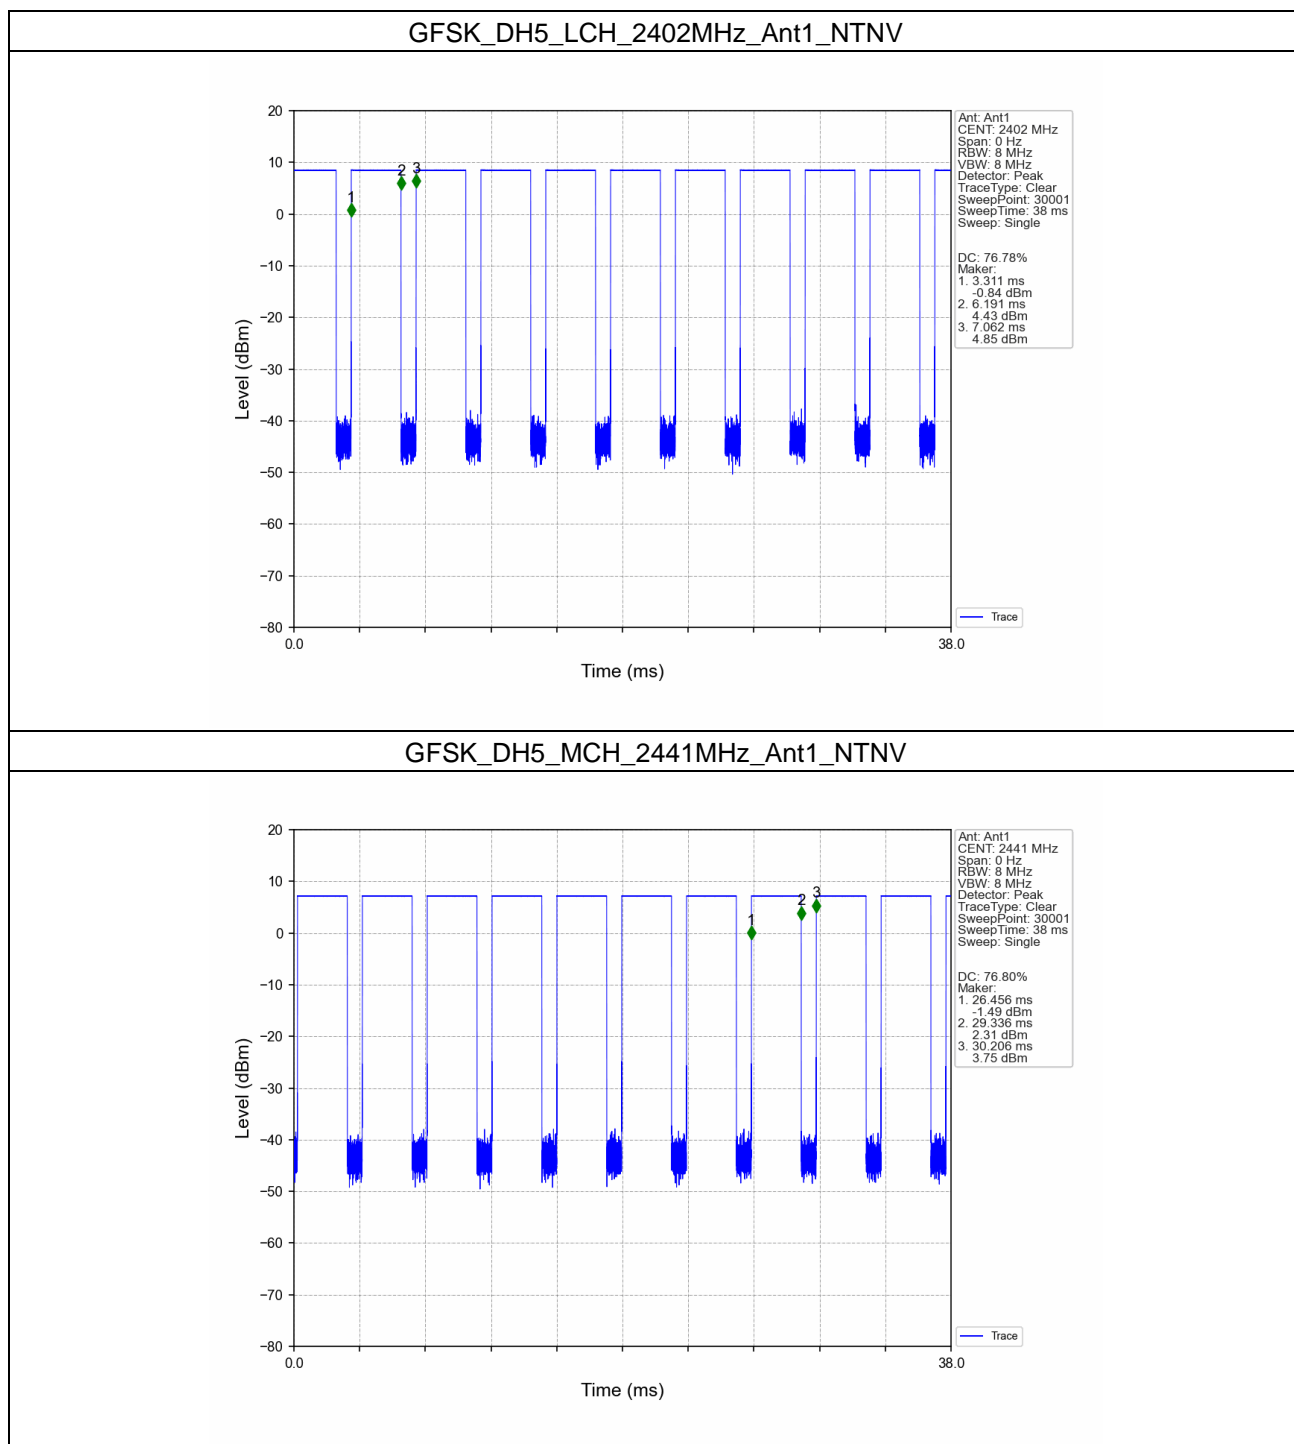 GFSK_DH5_LCH_2402MHz_Ant1_NTNV
20
10
0
−10
−20
−30
−40
−50
−60
−70
−80
Level (dBm)
1
2
3
0.0
38.0
Time (ms)
Ant: Ant1
CENT: 2402 MHz
Span: 0 Hz
RBW: 8 MHz
VBW: 8 MHz
Detector: Peak
TraceType: Clear
SweepPoint: 30001
SweepTime: 38 ms
Sweep: Single
DC: 76.78%
Maker:
1. 3.311 ms
-0.84 dBm
2. 6.191 ms
4.43 dBm
3. 7.062 ms
4.85 dBm
Trace
GFSK_DH5_MCH_2441MHz_Ant1_NTNV
20
10
0
−10
−20
−30
−40
−50
−60
−70
−80
Level (dBm)
1
2
3
0.0
38.0
Time (ms)
Ant: Ant1
CENT: 2441 MHz
Span: 0 Hz
RBW: 8 MHz
VBW: 8 MHz
Detector: Peak
TraceType: Clear
SweepPoint: 30001
SweepTime: 38 ms
Sweep: Single
DC: 76.80%
Maker:
1. 26.456 ms
-1.49 dBm
2. 29.336 ms
2.31 dBm
3. 30.206 ms
3.75 dBm
Trace